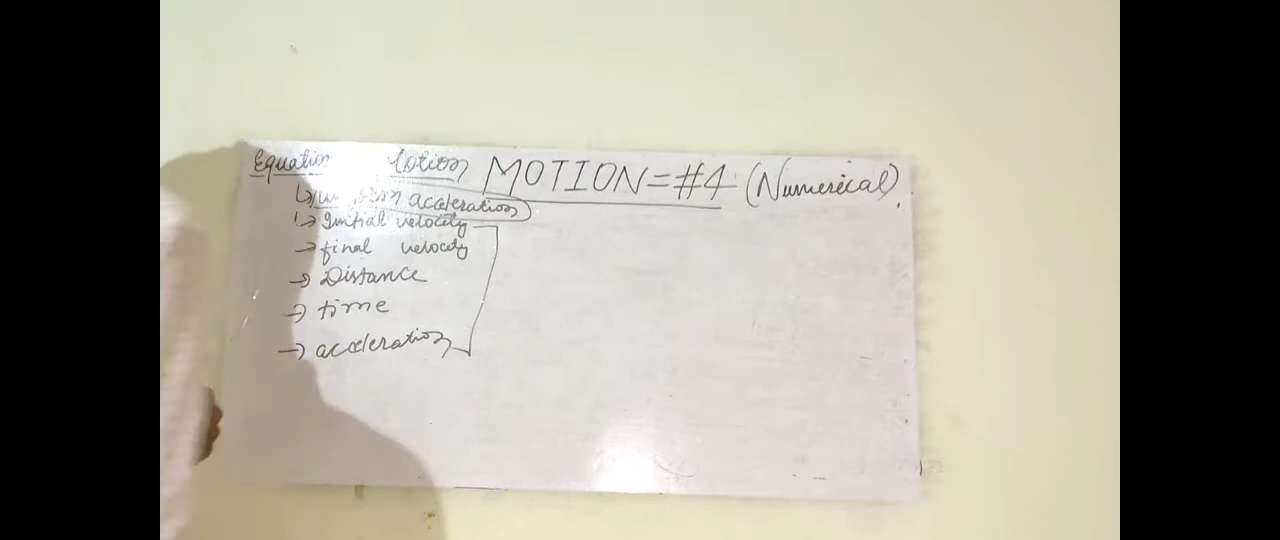 Equation Motion MOTION=#4 (Numerical)
acceleration
Initial velocity
→ final velocity
→ Distance
→ time
→ acceleration